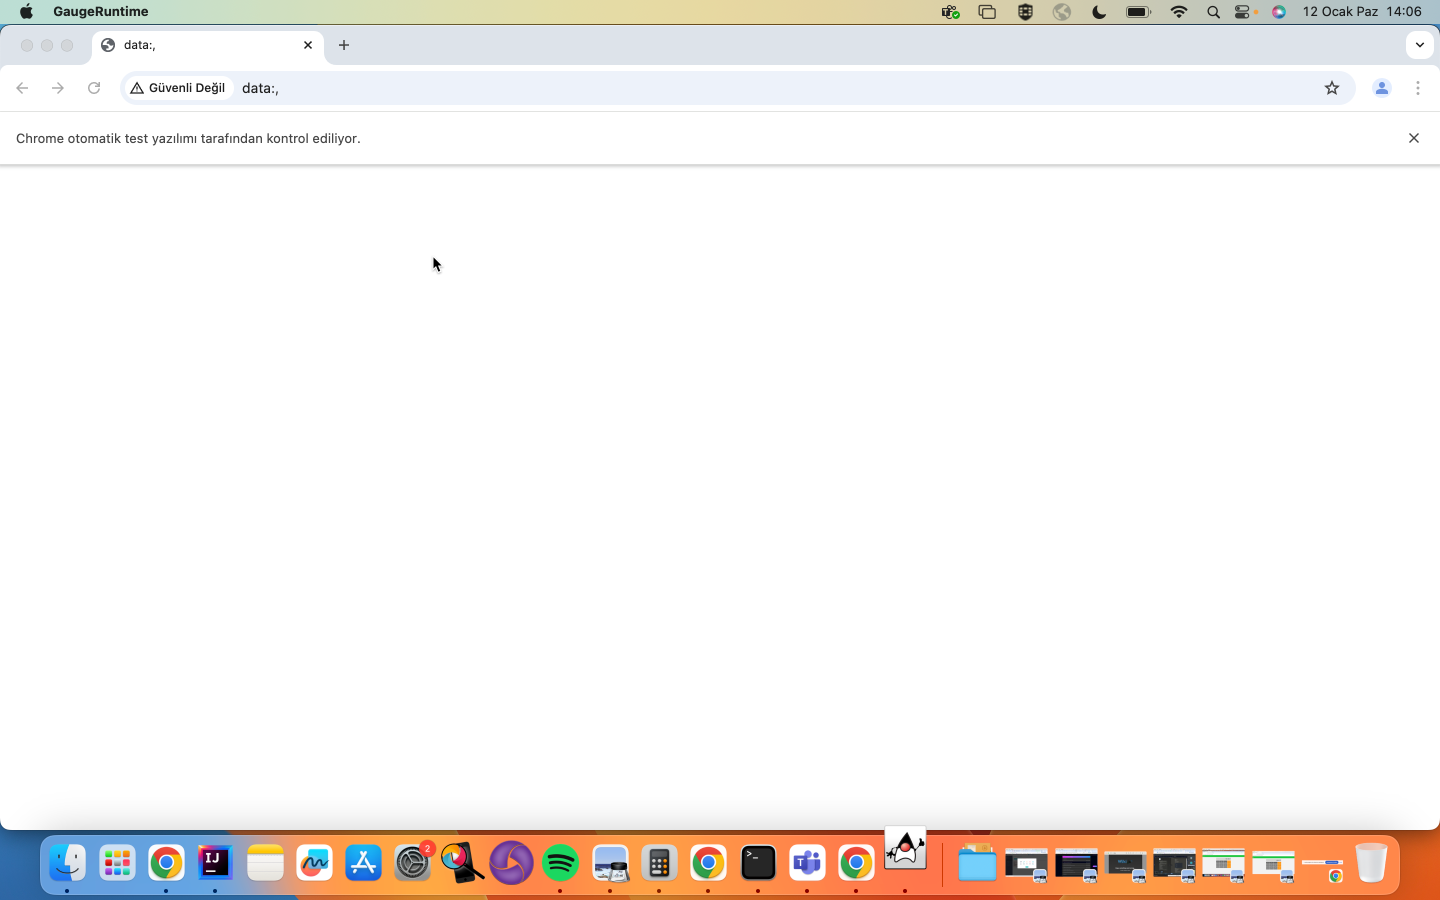 GaugeRuntime
12 Ocak Paz 14:06
data:,
Güvenli Değil
data:,
Chrome otomatik test yazılımı tarafından kontrol ediliyor.
IJ
2
>_